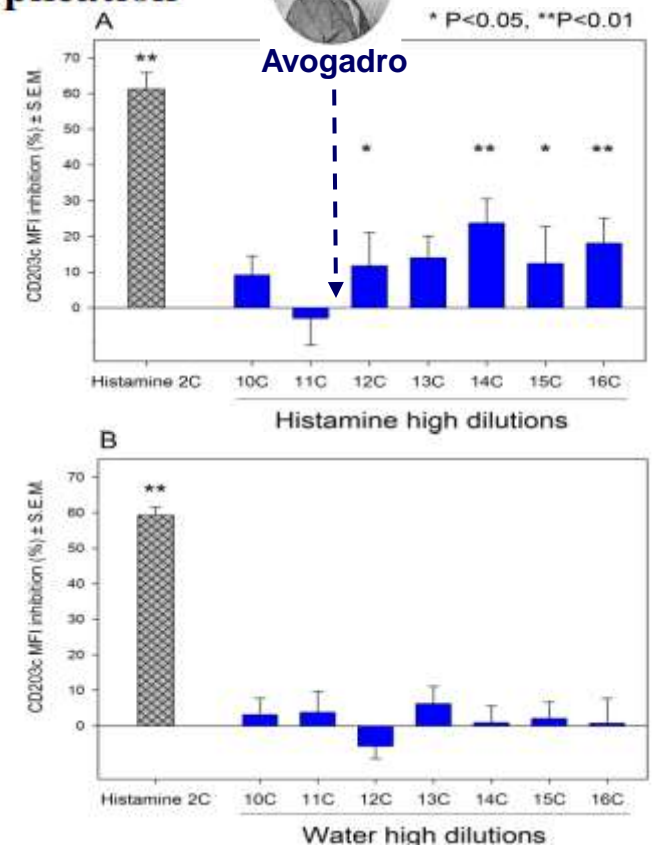 A
* P<0.05, **P<0.01
Avogadro
CD203c MFI inhibition (%) ± S.E.M.
70
60
50
40
30
20
10
0
**
*
**
*
**
Histamine 2C
10C
11C
12C
13C
14C
15C
16C
Histamine high dilutions
B
CD203c MFI inhibition (%) ± S.E.M.
70
60
50
40
30
20
10
0
**
Histamine 2C
10C
11C
12C
13C
14C
15C
16C
Water high dilutions